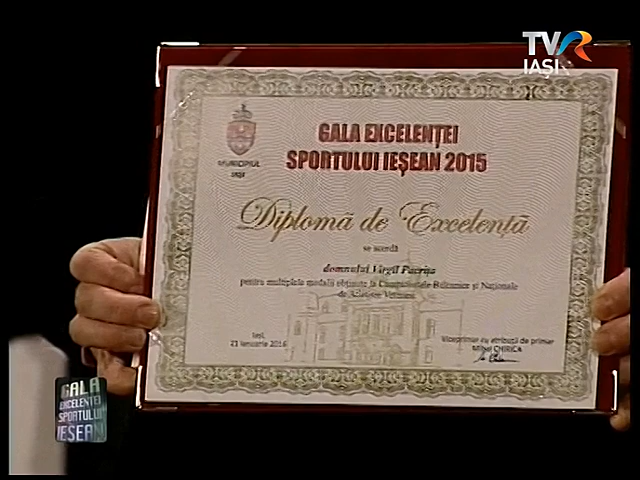 TVR
IAȘI
MUNICIPIUL
IAȘI
GALA EXCELENȚEI
SPORTULUI IEȘEAN 2015
Diplomă de Excelență
se acordă
domnului Virgil
pentru multiplele medalii obținute la Campionatele Balcanice și Naționale
de Atletism Veterani
Iași,
21 Ianuarie 2016
Viceprimar cu atribuții de primar
Mihai CHIRICA
GALA
EXCELENȚEI
SPORTULUI
IEȘEAN